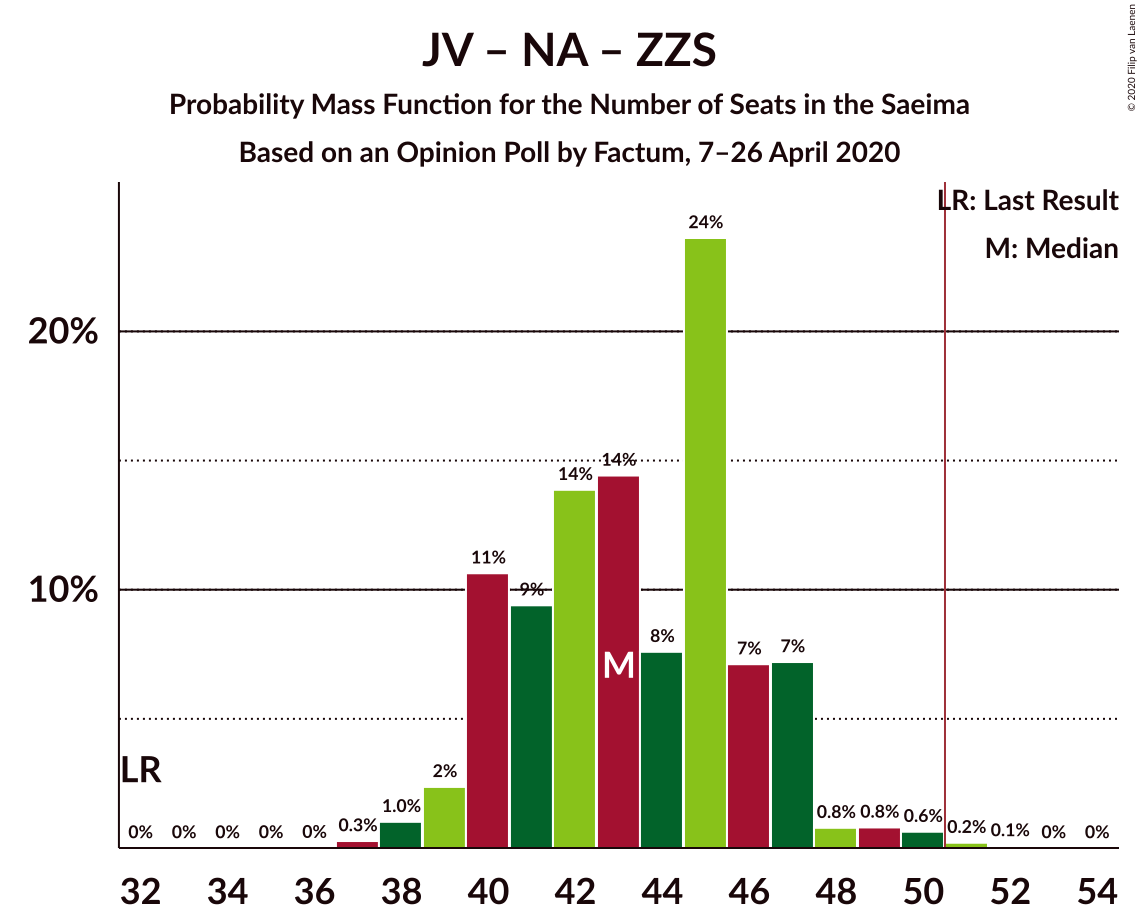 JV – NA – ZZS
Probability Mass Function for the Number of Seats in the Saeima
Based on an Opinion Poll by Factum, 7–26 April 2020
© 2020 Filip van Laenen
LR: Last Result
M: Median
20%
10%
LR
M
0%
0%
0%
0%
0%
0.3%
1.0%
2%
11%
9%
14%
14%
8%
24%
7%
7%
0.8%
0.8%
0.6%
0.2%
0.1%
0%
0%
32 34 36 38 40 42 44 46 48 50 52 54